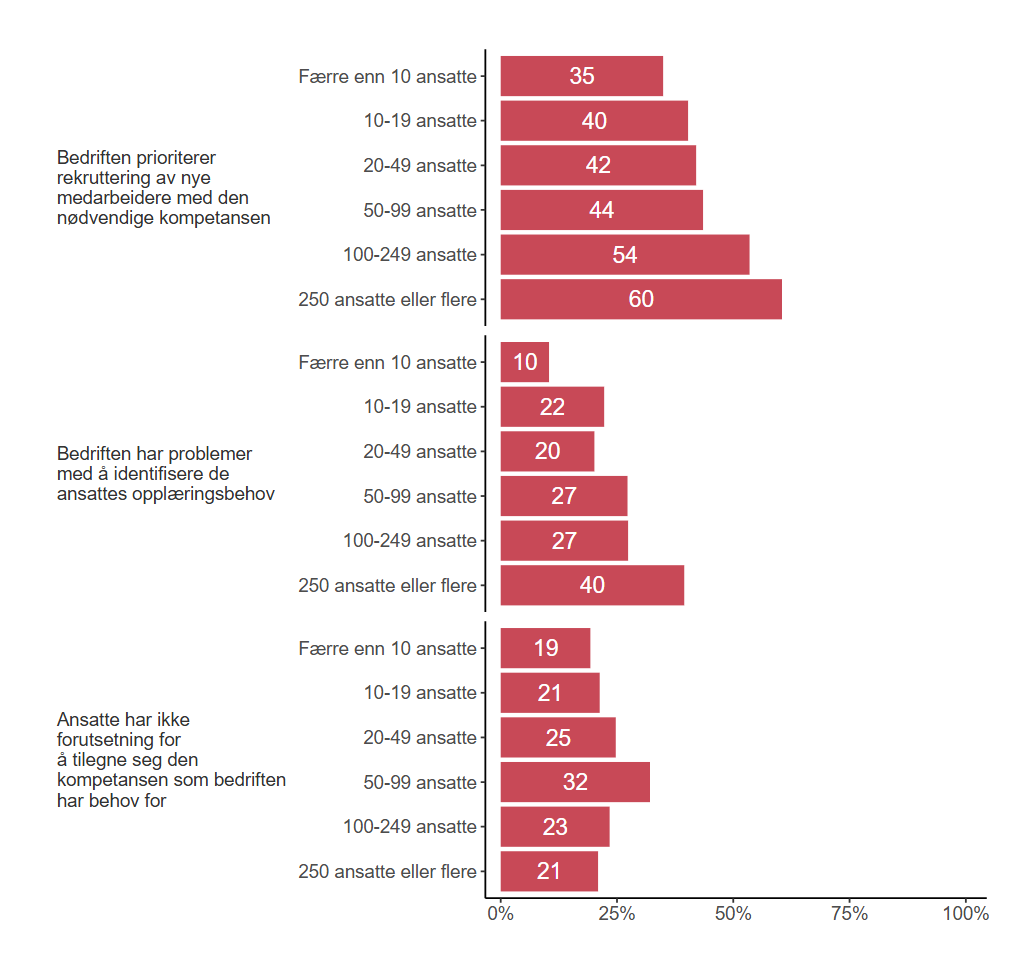 Bedriften prioriterer
rekruttering av nye
medarbeidere med den
nødvendige kompetansen
Færre enn 10 ansatte 35
10-19 ansatte 40
20-49 ansatte 42
50-99 ansatte 44
100-249 ansatte 54
250 ansatte eller flere 60
Bedriften har problemer
med å identifisere de
ansattes opplæringsbehov
Færre enn 10 ansatte 10
10-19 ansatte 22
20-49 ansatte 20
50-99 ansatte 27
100-249 ansatte 27
250 ansatte eller flere 40
Ansatte har ikke
forutsetning for
å tilegne seg den
kompetansen som bedriften
har behov for
Færre enn 10 ansatte 19
10-19 ansatte 21
20-49 ansatte 25
50-99 ansatte 32
100-249 ansatte 23
250 ansatte eller flere 21
0% 25% 50% 75% 100%